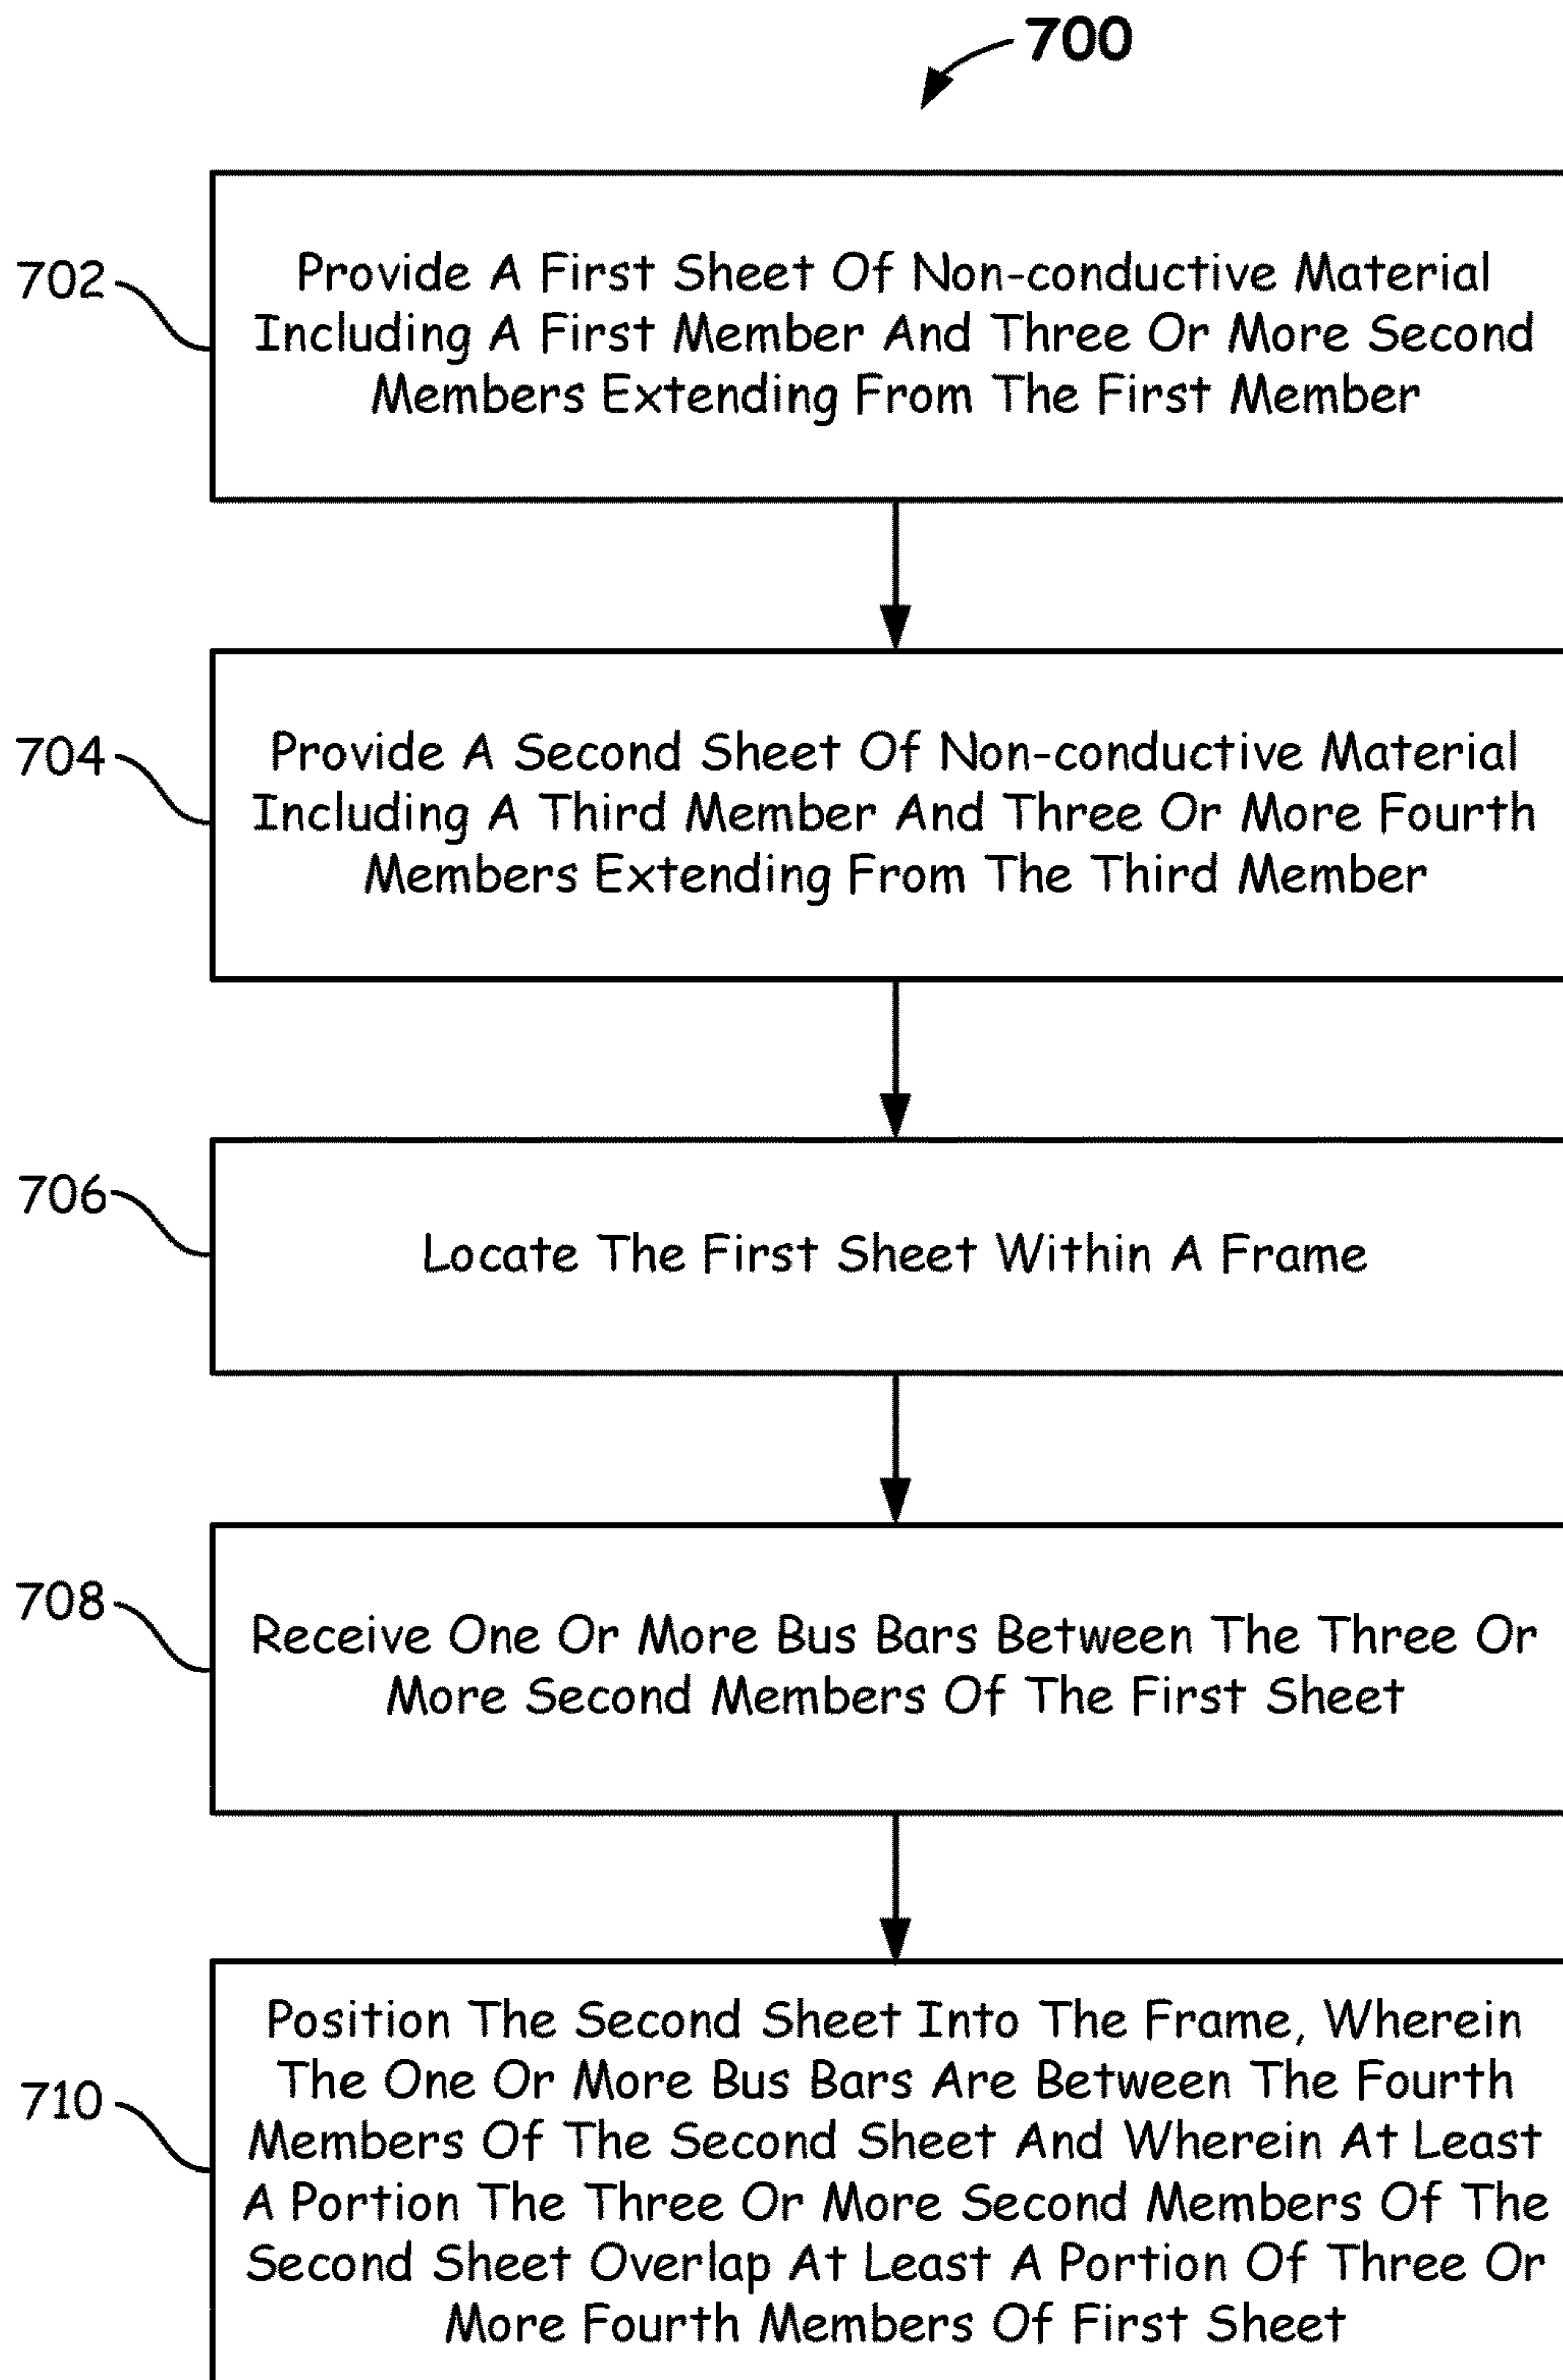 700
702
Provide A First Sheet Of Non-conductive Material
Including A First Member And Three Or More Second
Members Extending From The First Member
704
Provide A Second Sheet Of Non-conductive Material
Including A Third Member And Three Or More Fourth
Members Extending From The Third Member
706
Locate The First Sheet Within A Frame
708
Receive One Or More Bus Bars Between The Three Or
More Second Members Of The First Sheet
710
Position The Second Sheet Into The Frame, Wherein
The One Or More Bus Bars Are Between The Fourth
Members Of The Second Sheet And Wherein At Least
A Portion The Three Or More Second Members Of The
Second Sheet Overlap At Least A Portion Of Three Or
More Fourth Members Of First Sheet